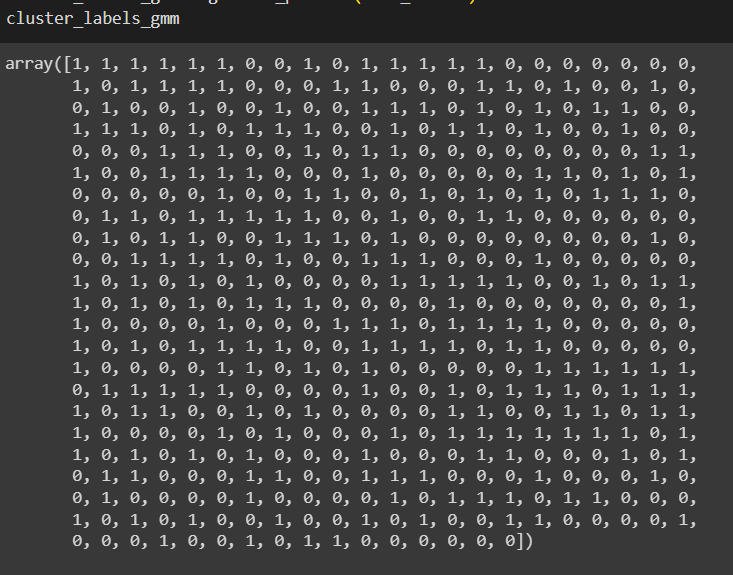 cluster_labels_gmm
array([1, 1, 1, 1, 1, 1, 0, 0, 1, 0, 1, 1, 1, 1, 1, 0, 0, 0, 0, 0, 0, 0,
1, 0, 1, 1, 1, 1, 0, 0, 0, 1, 1, 0, 0, 0, 1, 1, 0, 1, 0, 0, 1, 0,
0, 1, 0, 0, 1, 0, 0, 1, 0, 0, 1, 1, 1, 0, 1, 0, 1, 0, 1, 1, 0, 0,
1, 1, 1, 0, 1, 0, 1, 1, 1, 0, 0, 1, 0, 1, 1, 0, 1, 0, 0, 1, 0, 0,
0, 0, 0, 1, 1, 1, 0, 0, 1, 0, 1, 1, 0, 0, 0, 0, 0, 0, 0, 0, 1, 1,
1, 0, 0, 1, 1, 1, 1, 0, 0, 0, 1, 0, 0, 0, 0, 0, 1, 1, 0, 1, 0, 1,
0, 0, 0, 0, 0, 1, 0, 0, 1, 1, 0, 0, 1, 0, 1, 0, 1, 0, 1, 1, 1, 0,
0, 1, 1, 0, 1, 1, 1, 1, 1, 0, 0, 1, 0, 0, 1, 1, 0, 0, 0, 0, 0, 0,
0, 1, 0, 1, 1, 0, 0, 1, 1, 1, 0, 1, 0, 0, 0, 0, 0, 0, 0, 0, 1, 0,
0, 0, 1, 1, 1, 1, 0, 1, 0, 0, 1, 1, 1, 0, 0, 0, 1, 0, 0, 0, 0, 0,
1, 0, 1, 0, 1, 0, 1, 0, 0, 0, 0, 1, 1, 1, 1, 1, 0, 0, 1, 0, 1, 1,
1, 0, 1, 0, 1, 0, 1, 1, 1, 0, 0, 0, 0, 1, 0, 0, 0, 0, 0, 0, 0, 1,
1, 0, 0, 0, 0, 1, 0, 0, 0, 1, 1, 1, 0, 1, 1, 1, 1, 0, 0, 0, 0, 0,
1, 0, 1, 0, 1, 1, 1, 1, 0, 0, 1, 1, 1, 1, 0, 1, 1, 0, 0, 0, 0, 0,
1, 0, 0, 0, 0, 1, 1, 0, 1, 0, 1, 0, 0, 0, 0, 0, 1, 1, 1, 1, 1, 1,
0, 1, 1, 1, 1, 1, 0, 0, 0, 0, 1, 0, 0, 1, 0, 1, 1, 1, 0, 1, 1, 1,
1, 0, 1, 1, 0, 0, 1, 0, 1, 0, 0, 0, 0, 1, 1, 0, 0, 1, 1, 0, 1, 1,
1, 0, 0, 0, 0, 1, 0, 1, 0, 0, 0, 1, 0, 1, 1, 1, 1, 1, 1, 1, 0, 1,
1, 0, 1, 0, 1, 0, 1, 0, 0, 0, 1, 0, 0, 0, 1, 1, 0, 0, 0, 1, 0, 1,
0, 1, 1, 0, 0, 0, 1, 1, 0, 0, 1, 1, 1, 0, 0, 0, 1, 0, 0, 0, 1, 0,
0, 1, 0, 0, 0, 0, 1, 0, 0, 0, 0, 1, 0, 1, 1, 1, 0, 1, 1, 0, 0, 0,
1, 0, 1, 0, 1, 0, 0, 1, 0, 0, 1, 0, 1, 0, 0, 1, 1, 0, 0, 0, 0, 1,
0, 0, 0, 1, 0, 0, 1, 0, 1, 1, 0, 0, 0, 0, 0, 0])